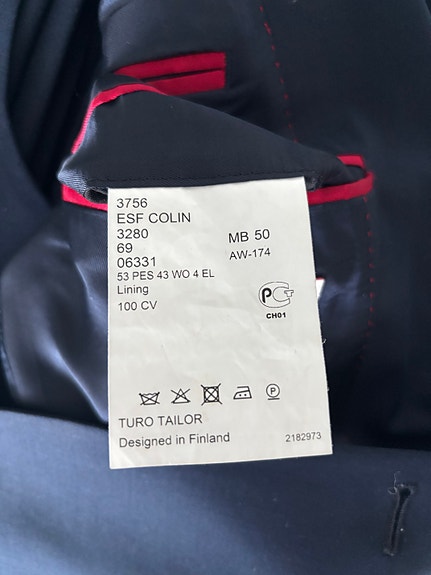 3756
ESF COLIN
3280
69
06331
MB 50
AW-174
53 PES 43 WO 4 EL
Lining
100 CV
CH01
TURO TAILOR
Designed in Finland
2182973